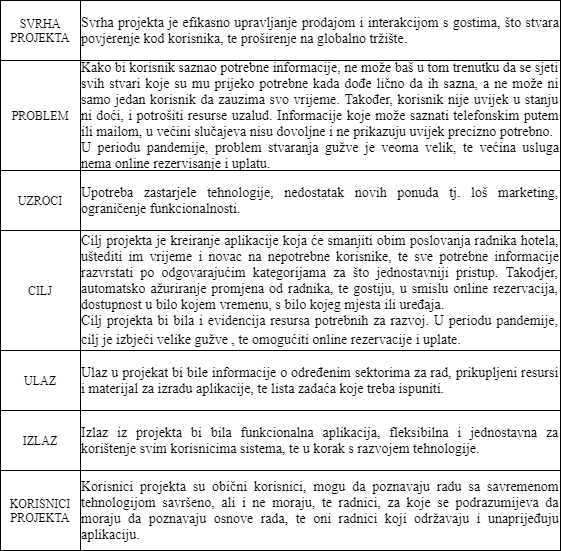 SVRHA
PROJEKTA
Svrha projekta je efikasno upravljanje prodajom i interakcijom s gostima, što stvara
povjerenje kod korisnika, te proširenje na globalno tržište.
PROBLEM
Kako bi korisnik saznao potrebne informacije, ne može baš u tom trenutku da se sjeti
svih stvari koje su mu prijeko potrebne kada dođe lično da ih sazna, a ne može ni
samo jedan korisnik da zauzima svo vrijeme. Također, korisnik nije uvijek u stanju
ni doći, i potrošiti resurse uzalud. Informacije koje može saznati telefonskim putem
ili mailom, u većini slučajeva nisu dovoljne i ne prikazuju uvijek precizno potrebno.
U periodu pandemije, problem stvaranja gužve je veoma velik, te većina usluga
nema online rezervisanje i uplatu.
UZROCI
Upotreba zastarjele tehnologije, nedostatak novih ponuda tj. loš marketing,
ograničenje funkcionalnosti.
CILJ
Cilj projekta je kreiranje aplikacije koja će smanjiti obim poslovanja radnika hotela,
uštediti im vrijeme i novac na nepotrebne korisnike, te sve potrebne informacije
razvrstati po odgovarajućim kategorijama za što jednostavniji pristup. Takodjer,
automatsko ažuriranje promjena od radnika, te gostiju, u smislu online rezervacija,
dostupnost u bilo kojem vremenu, s bilo kojeg mjesta ili uređaja.
Cilj projekta bi bila i evidencija resursa potrebnih za razvoj. U periodu pandemije,
cilj je izbjeći velike gužve , te omogućiti online rezervacije i uplate.
ULAZ
Ulaz u projekat bi bile informacije o određenim sektorima za rad, prikupljeni resursi
i materijal za izradu aplikacije, te lista zadaća koje treba ispuniti.
IZLAZ
Izlaz iz projekta bi bila funkcionalna aplikacija, fleksibilna i jednostavna za
korištenje svim korisnicima sistema, te u korak s razvojem tehnologije.
KORISNICI
PROJEKTA
Korisnici projekta su obični korisnici, mogu da poznavaju radu sa savremenom
tehnologijom savršeno, ali i ne moraju, te radnici, za koje se podrazumijeva da
moraju da poznavaju osnove rada, te oni radnici koji održavaju i unaprijeđuju
aplikaciju.